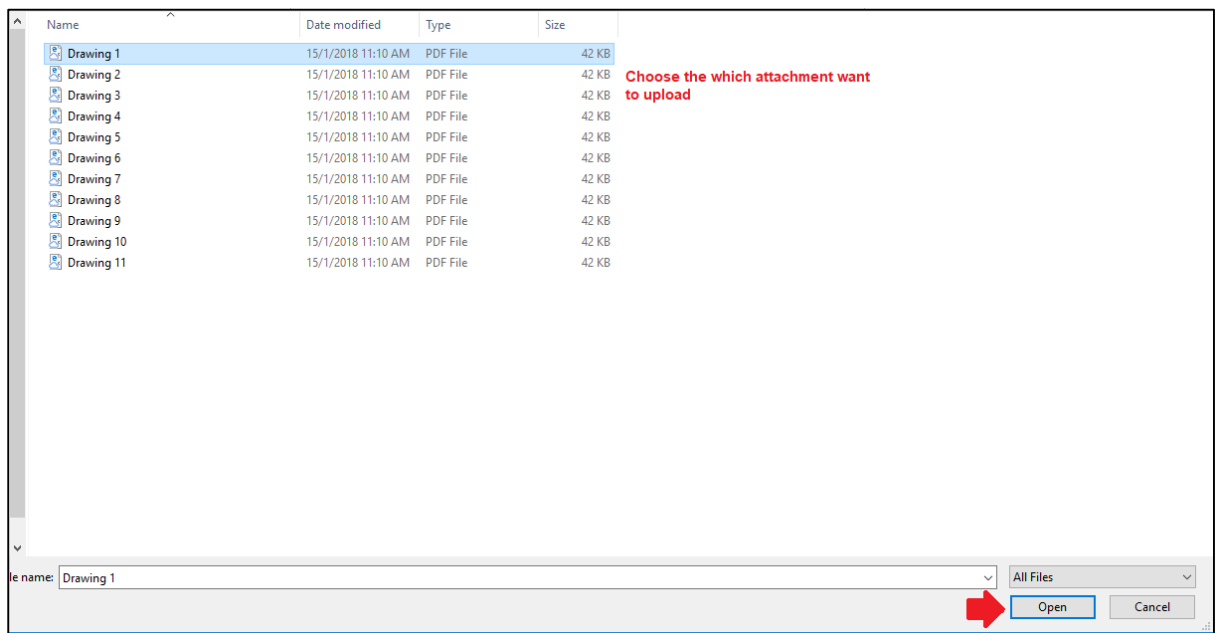 Name Date modified Type Size
Drawing 1 15/1/2018 11:10 AM PDF File 42 KB
Drawing 2 15/1/2018 11:10 AM PDF File 42 KB Choose the which attachment want
Drawing 3 15/1/2018 11:10 AM PDF File 42 KB to upload
Drawing 4 15/1/2018 11:10 AM PDF File 42 KB
Drawing 5 15/1/2018 11:10 AM PDF File 42 KB
Drawing 6 15/1/2018 11:10 AM PDF File 42 KB
Drawing 7 15/1/2018 11:10 AM PDF File 42 KB
Drawing 8 15/1/2018 11:10 AM PDF File 42 KB
Drawing 9 15/1/2018 11:10 AM PDF File 42 KB
Drawing 10 15/1/2018 11:10 AM PDF File 42 KB
Drawing 11 15/1/2018 11:10 AM PDF File 42 KB
le name: Drawing 1 All Files
Open Cancel